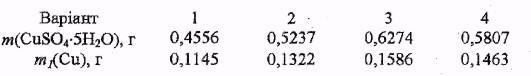 Варіант 1 2 3 4
m(CuSO₄·5H₂O), г 0,4556 0,5237 0,6274 0,5807
m₁(Cu), г 0,1145 0,1322 0,1586 0,1463